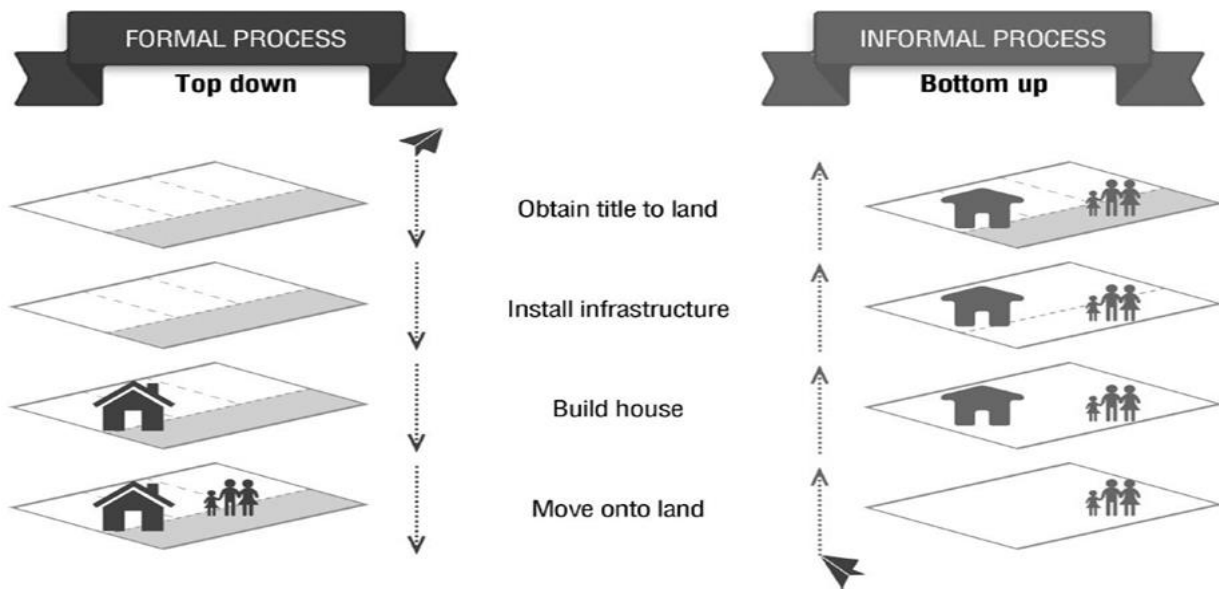 FORMAL PROCESS
Top down
INFORMAL PROCESS
Bottom up
Obtain title to land
Install infrastructure
Build house
Move onto land